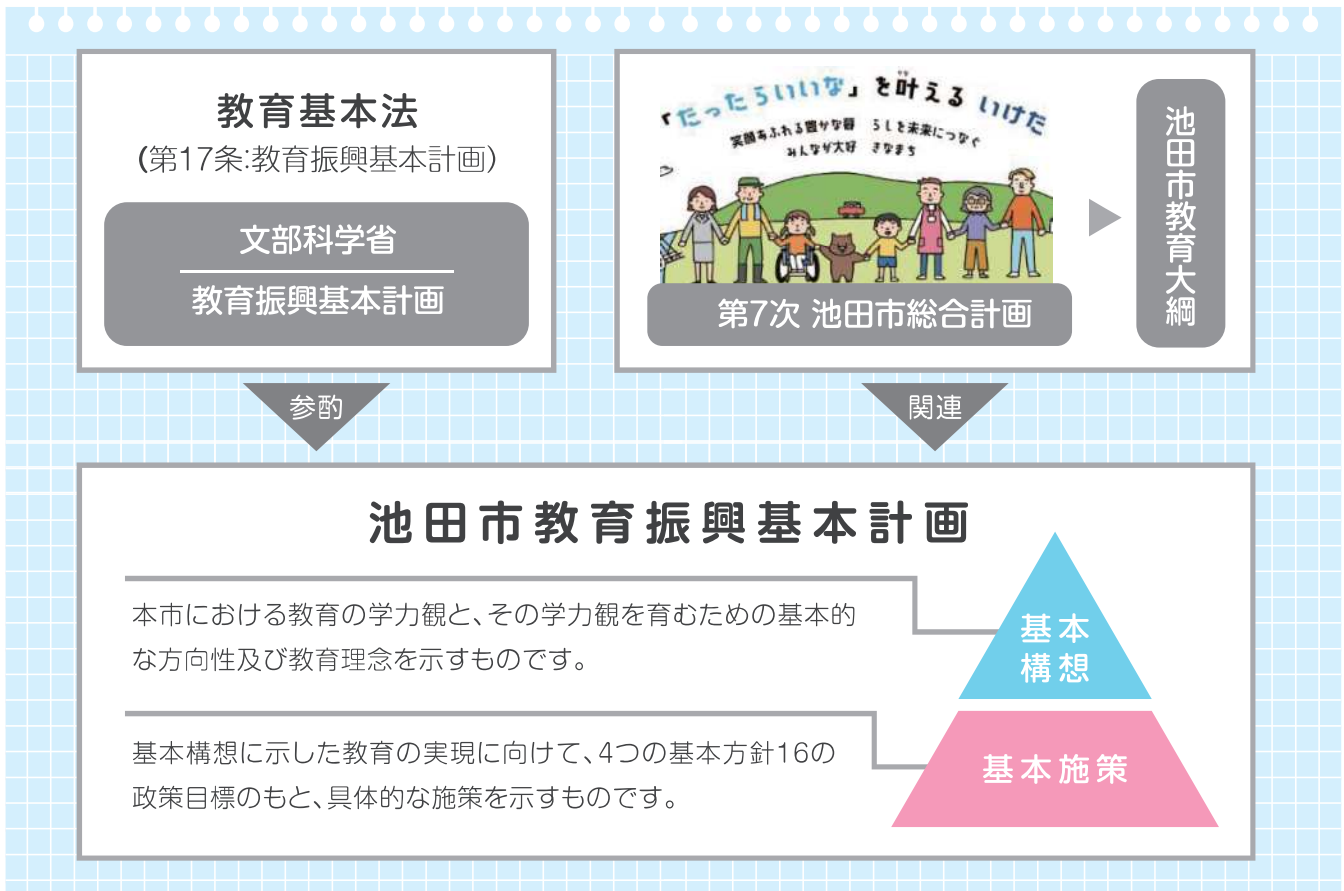 教育基本法
(第17条:教育振興基本計画)
文部科学省
教育振興基本計画
「だったらいいな」を叶える いけだ
笑顔あふれる豊かな暮らしを未来につなぐ
みんなが大好きなまち
第7次 池田市総合計画
池田市教育大綱
参酌
関連
池田市教育振興基本計画
本市における教育の学力観と、その学力観を育むための基本的
な方向性及び教育理念を示すものです。
基本
構想
基本構想に示した教育の実現に向けて、4つの基本方針16の
政策目標のもと、具体的な施策を示すものです。
基本施策